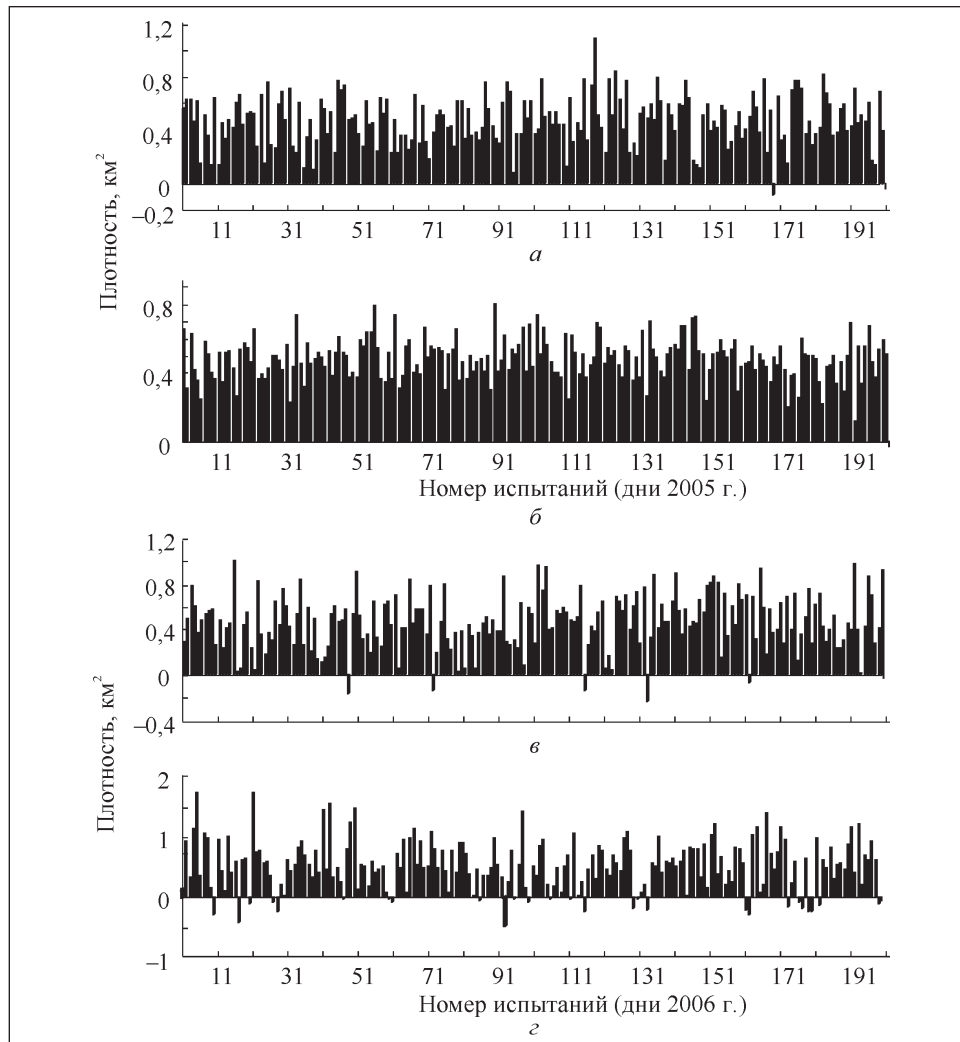 1,2
0,8
0,4
0
–0,2
11 31 51 71 91 111 131 151 171 191
а
Плотность, км²
0,8
0,4
0
11 31 51 71 91 111 131 151 171 191
Номер испытаний (дни 2005 г.)
б
1,2
0,8
0,4
0
–0,4
в
Плотность, км²
2
1
0
–1
11 31 51 71 91 111 131 151 171 191
Номер испытаний (дни 2006 г.)
г